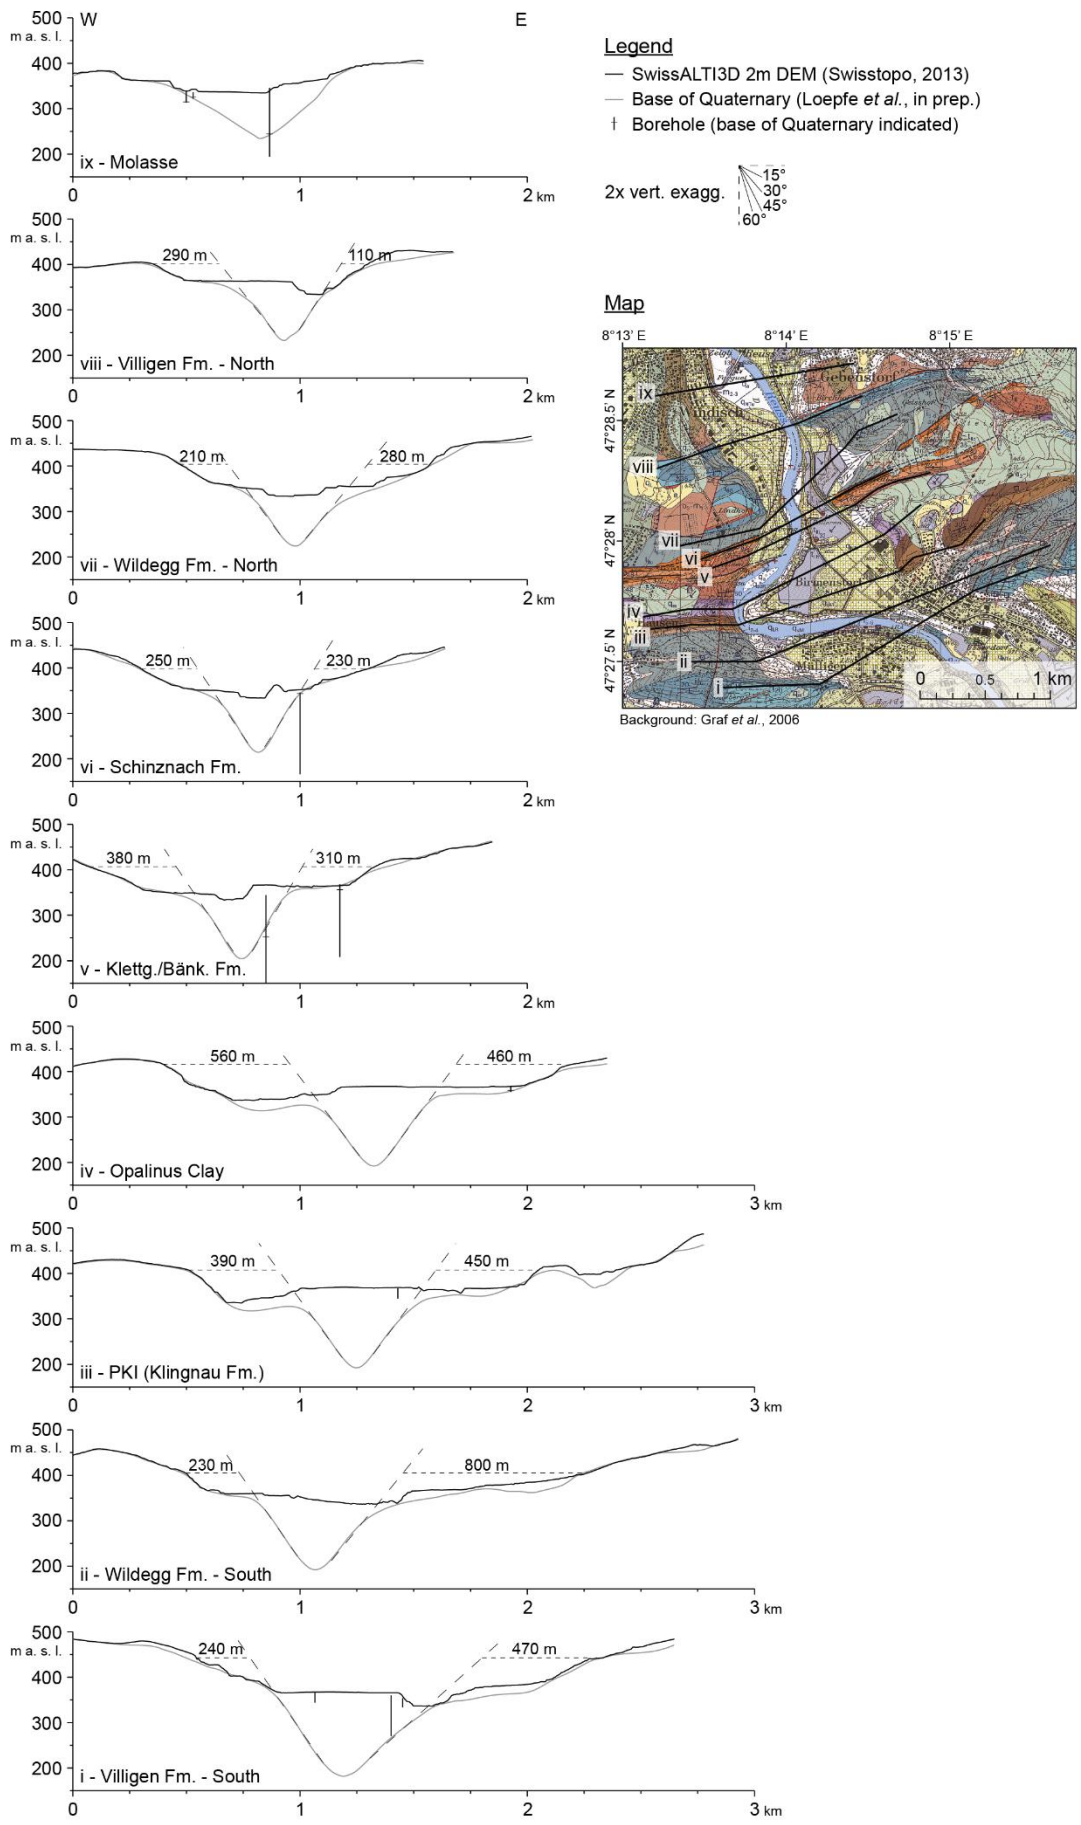 W
E
500
m a. s. l.
400
300
200
ix - Molasse
0
1
2 km
500
m a. s. l.
400
300
200
290 m
110 m
viii - Villigen Fm. - North
0
1
2 km
500
m a. s. l.
400
300
200
210 m
280 m
vii - Wildegg Fm. - North
0
1
2 km
500
m a. s. l.
400
300
200
250 m
230 m
vi - Schinznach Fm.
0
1
2 km
500
m a. s. l.
400
300
200
380 m
310 m
v - Klettg./Bänk. Fm.
0
1
2 km
500
m a. s. l.
400
300
200
560 m
460 m
iv - Opalinus Clay
0
1
2
3 km
500
m a. s. l.
400
300
200
390 m
450 m
iii - PKI (Klingnau Fm.)
0
1
2
3 km
500
m a. s. l.
400
300
200
230 m
800 m
ii - Wildegg Fm. - South
0
1
2
3 km
500
m a. s. l.
400
300
200
240 m
470 m
i - Villigen Fm. - South
0
1
2
3 km
Legend
SwissALTI3D 2m DEM (Swisstopo, 2013)
Base of Quaternary (Loepfe et al., in prep.)
Borehole (base of Quaternary indicated)
2x vert. exagg.
15°
30°
45°
60°
Map
8°13' E
8°14' E
8°15' E
47°28.5' N
47°28' N
47°27.5' N
ix
viii
vii
vi
v
iv
iii
ii
i
Gebenstorf
Windisch
Lindhof
Birmenstorf
Mülligen
0
0.5
1 km
Background: Graf et al., 2006